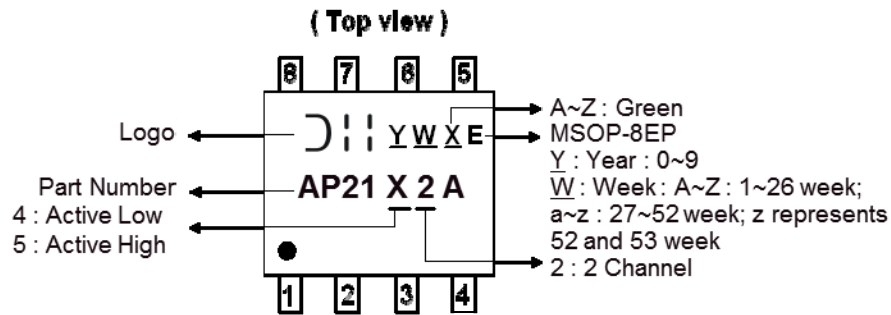 ( Top view )
8 7 6 5
Logo
Y W X E
A~Z : Green
MSOP-8EP
Y : Year : 0~9
W : Week : A~Z : 1~26 week;
a~z : 27~52 week; z represents
52 and 53 week
2 : 2 Channel
Part Number
4 : Active Low
5 : Active High
AP21 X 2 A
1 2 3 4